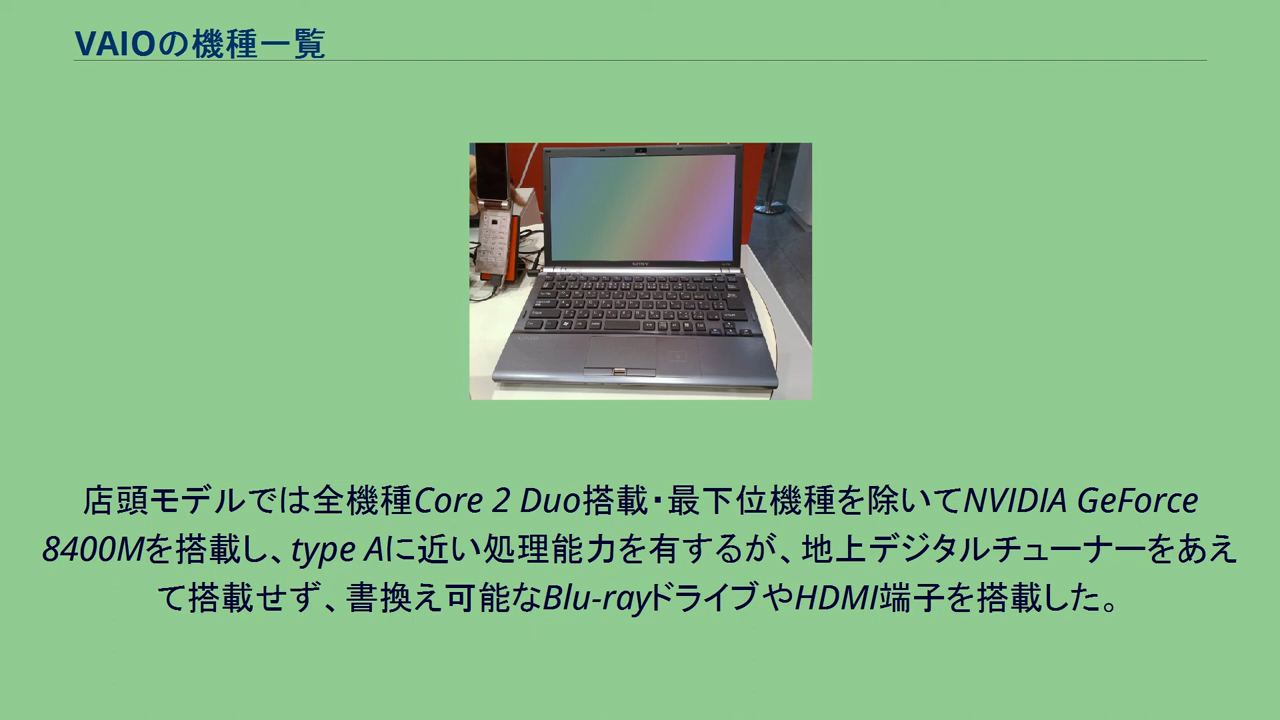 VAIOの機種一覧
SONY
VAIO
店頭モデルでは全機種Core 2 Duo搭載・最下位機種を除いてNVIDIA GeForce
8400Mを搭載し、type Aに近い処理能力を有するが、地上デジタルチューナーをあえ
て搭載せず、書換え可能なBlu-rayドライブやHDMI端子を搭載した。